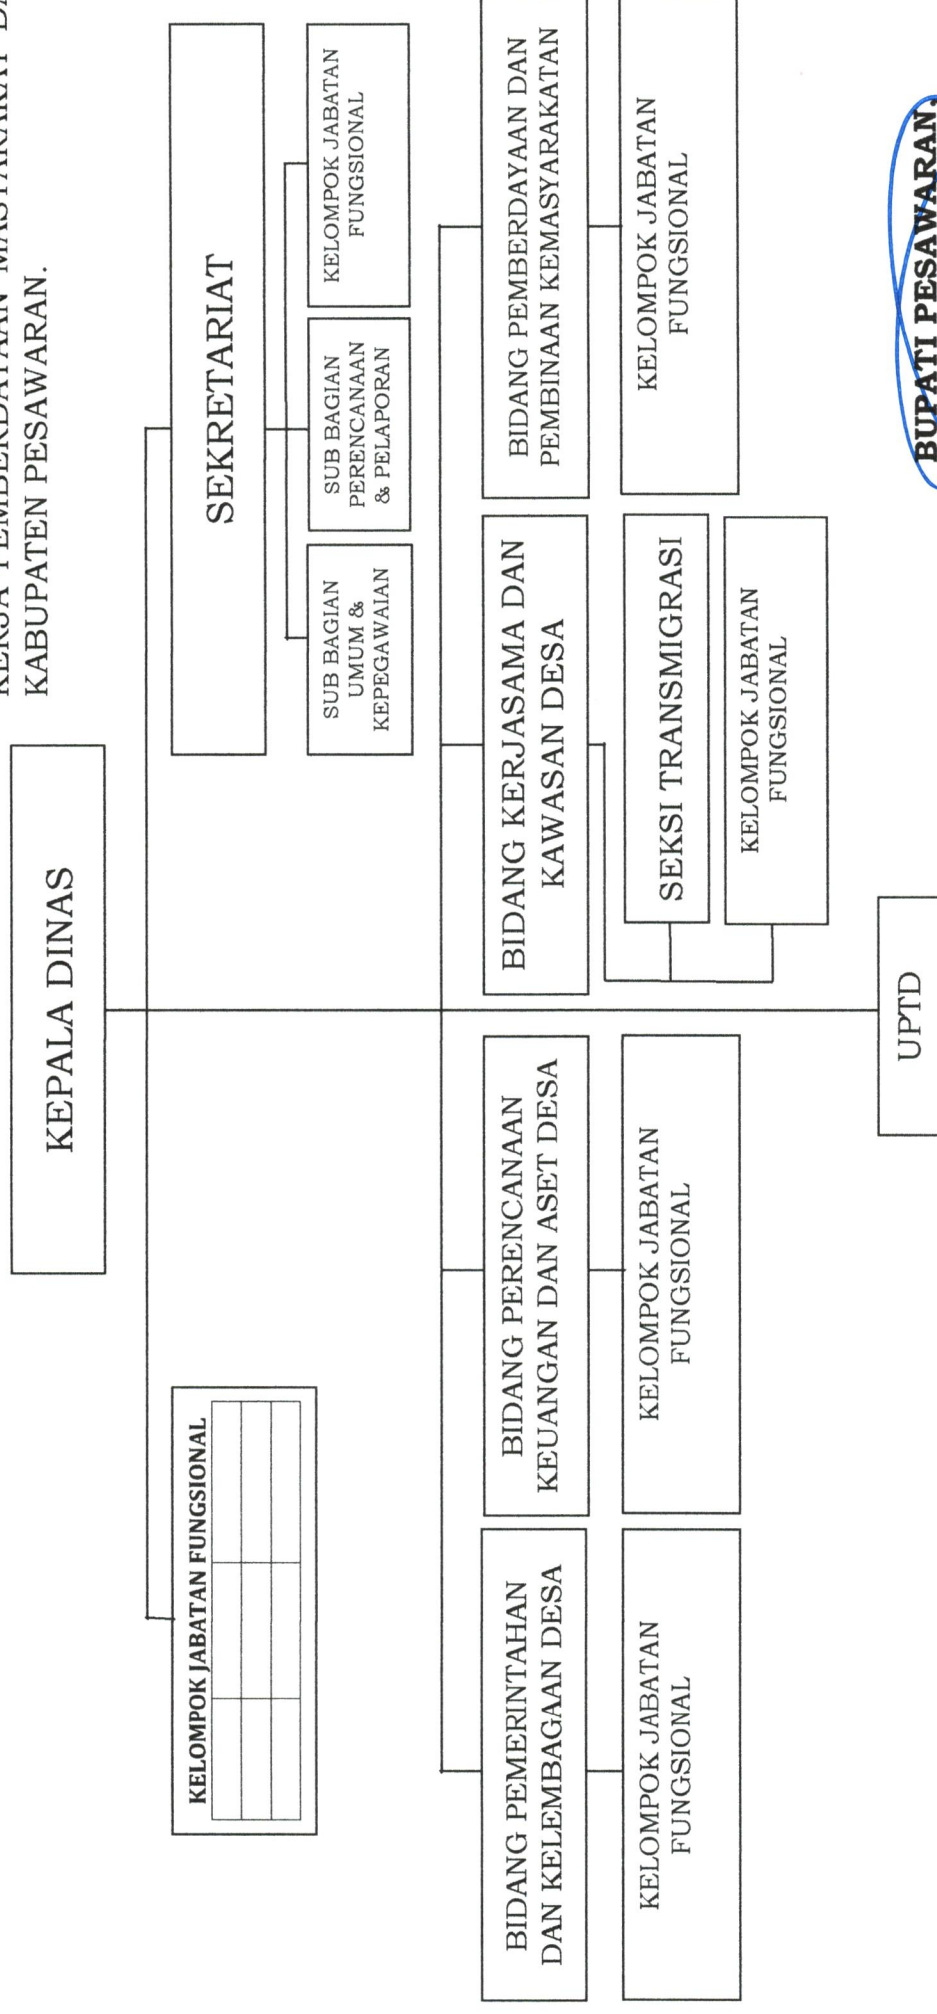 KERJA PEMBERDAYAAN MASYARAKAT
KABUPATEN PESAWARAN.
KEPALA DINAS
KELOMPOK JABATAN FUNGSIONAL
SEKRETARIAT
SUB BAGIAN
UMUM &
KEPEGAWAIAN
SUB BAGIAN
PERENCANAAN
& PELAPORAN
KELOMPOK JABATAN
FUNGSIONAL
BIDANG PEMERINTAHAN
DAN KELEMBAGAAN DESA
BIDANG PERENCANAAN
KEUANGAN DAN ASET DESA
BIDANG KERJASAMA DAN
KAWASAN DESA
BIDANG PEMBERDAYAAN DAN
PEMBINAAN KEMASYARAKATAN
KELOMPOK JABATAN
FUNGSIONAL
KELOMPOK JABATAN
FUNGSIONAL
SEKSI TRANSMIGRASI
KELOMPOK JABATAN
FUNGSIONAL
KELOMPOK JABATAN
FUNGSIONAL
UPTD
BUPATI PESAWARAN,